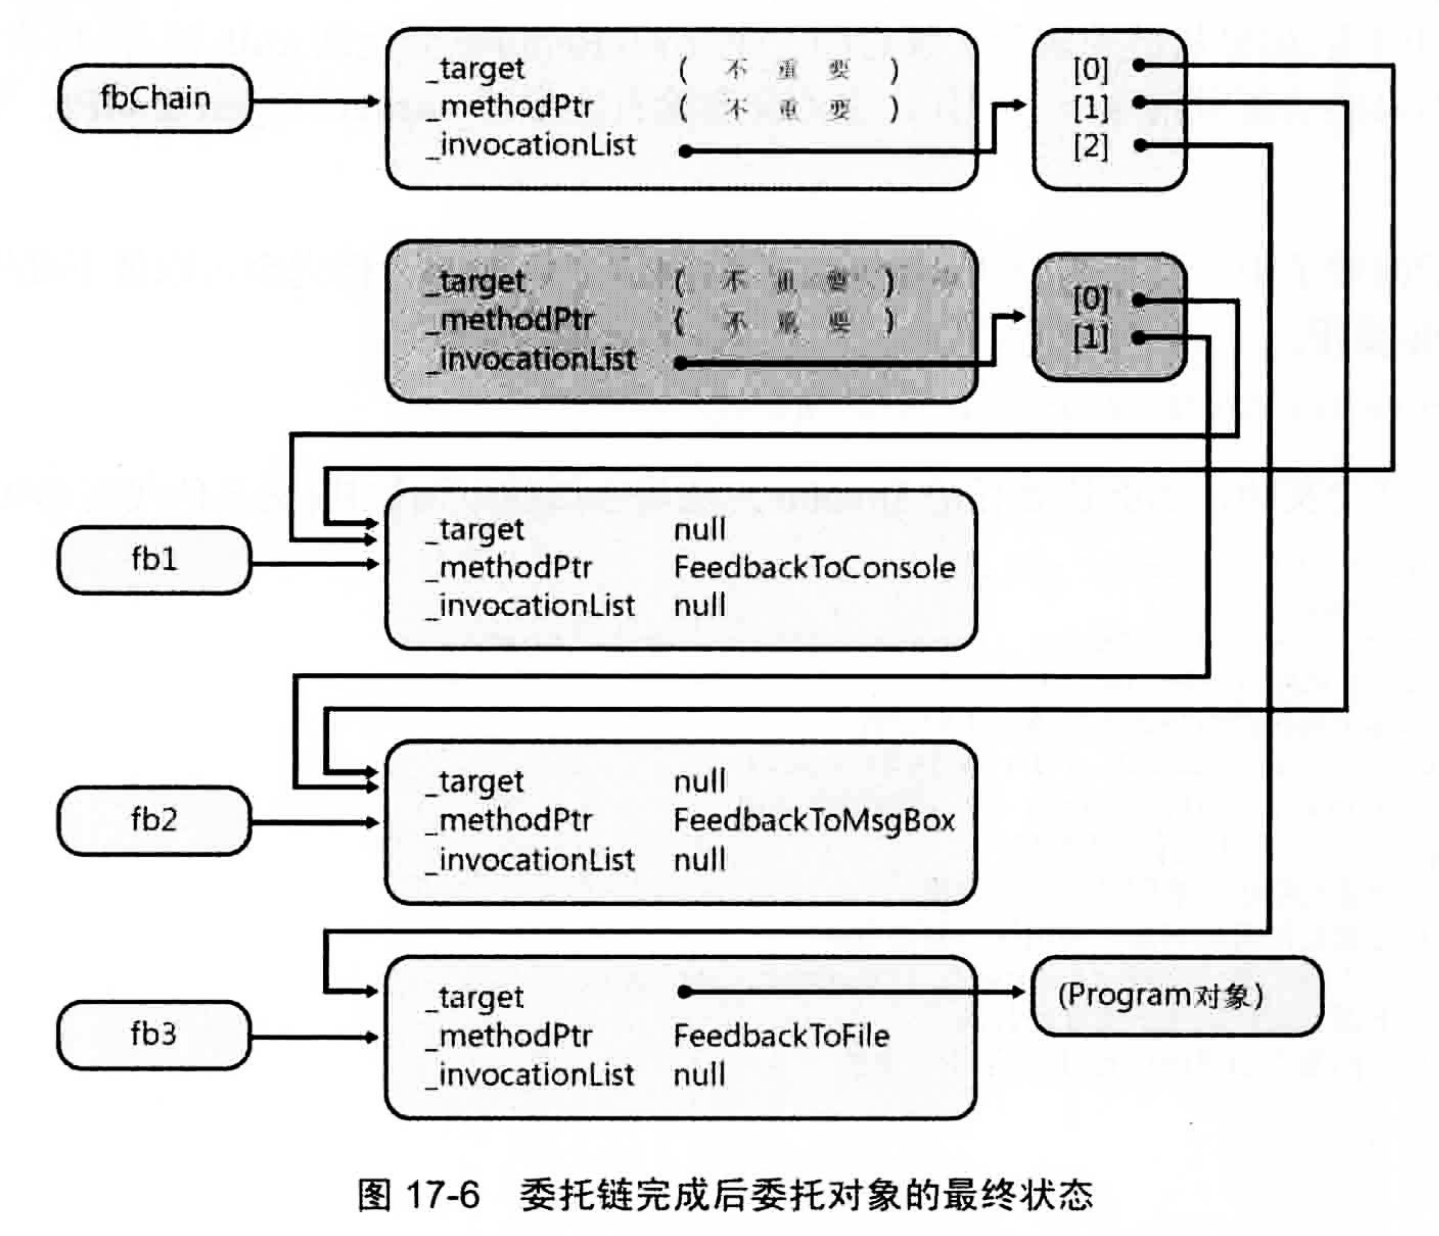 fbChain
_target ( 不 重 要 )
_methodPtr ( 不 重 要 )
_invocationList
[0]
[1]
[2]
_target ( 不 重 要 )
_methodPtr ( 不 重 要 )
_invocationList
[0]
[1]
fb1
_target null
_methodPtr FeedbackToConsole
_invocationList null
fb2
_target null
_methodPtr FeedbackToMsgBox
_invocationList null
fb3
_target
_methodPtr FeedbackToFile
_invocationList null
(Program对象)
图 17-6 委托链完成后委托对象的最终状态